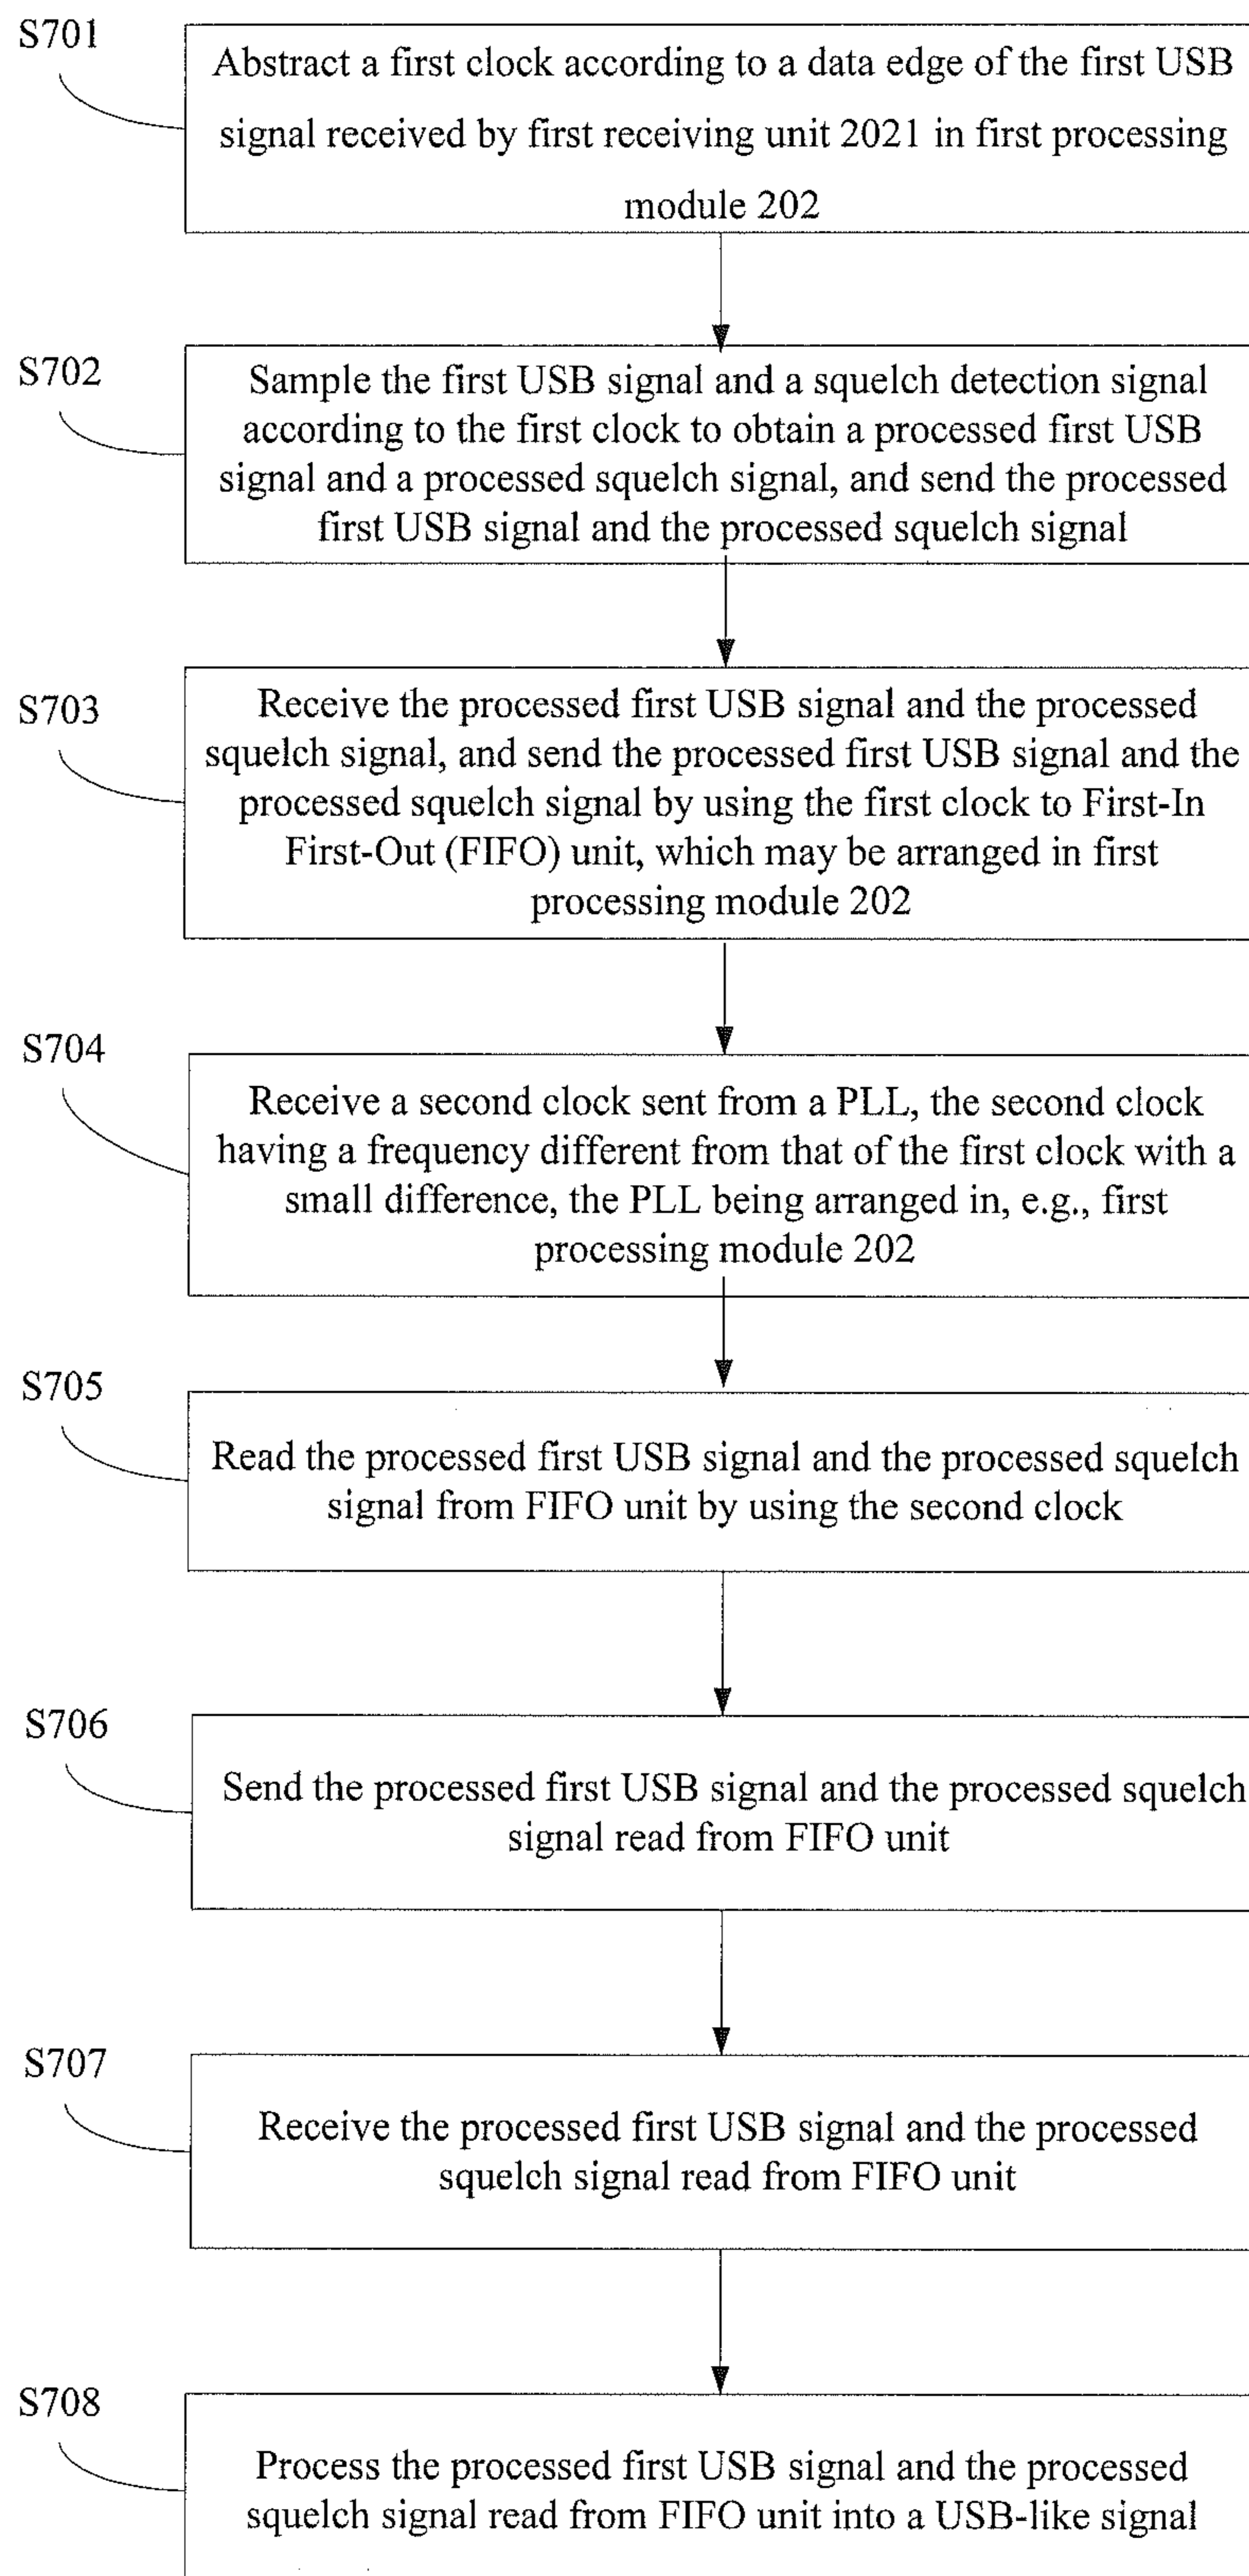 S701
Abstract a first clock according to a data edge of the first USB
signal received by first receiving unit 2021 in first processing
module 202
S702
Sample the first USB signal and a squelch detection signal
according to the first clock to obtain a processed first USB
signal and a processed squelch signal, and send the processed
first USB signal and the processed squelch signal
S703
Receive the processed first USB signal and the processed
squelch signal, and send the processed first USB signal and the
processed squelch signal by using the first clock to First-In
First-Out (FIFO) unit, which may be arranged in first
processing module 202
S704
Receive a second clock sent from a PLL, the second clock
having a frequency different from that of the first clock with a
small difference, the PLL being arranged in, e.g., first
processing module 202
S705
Read the processed first USB signal and the processed squelch
signal from FIFO unit by using the second clock
S706
Send the processed first USB signal and the processed squelch
signal read from FIFO unit
S707
Receive the processed first USB signal and the processed
squelch signal read from FIFO unit
S708
Process the processed first USB signal and the processed
squelch signal read from FIFO unit into a USB-like signal